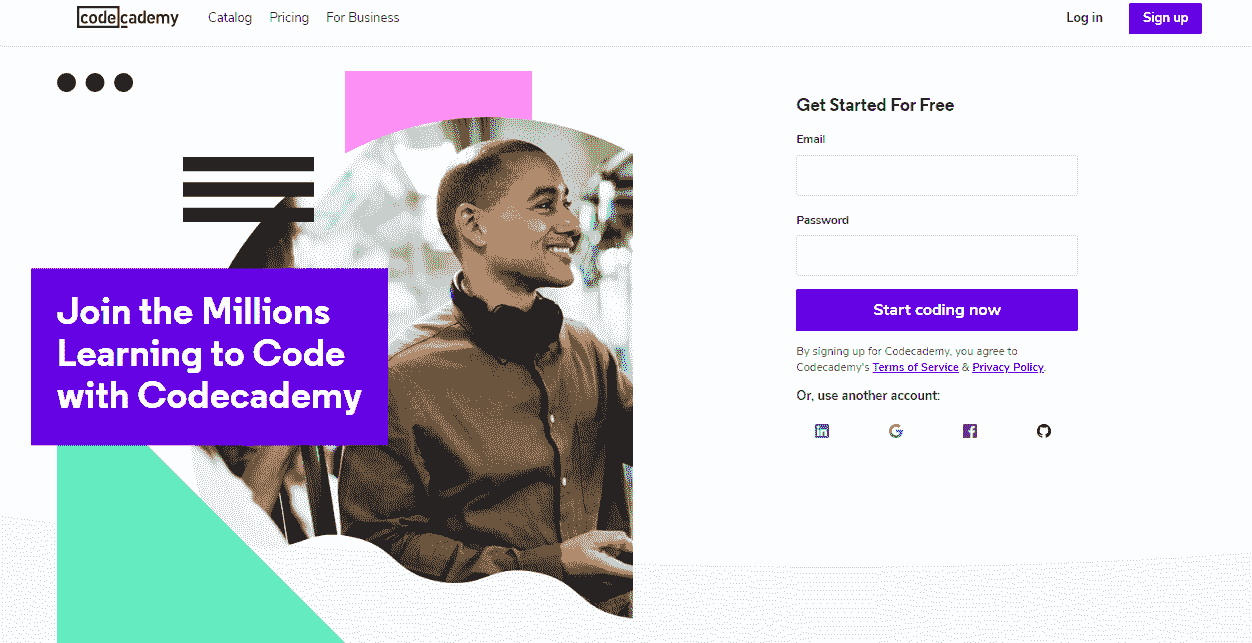 codecademy
Catalog Pricing For Business
Log in
Sign up
Join the Millions
Learning to Code
with Codecademy
Get Started For Free
Email
Password
Start coding now
By signing up for Codecademy, you agree to
Codecademy's Terms of Service & Privacy Policy.
Or, use another account: